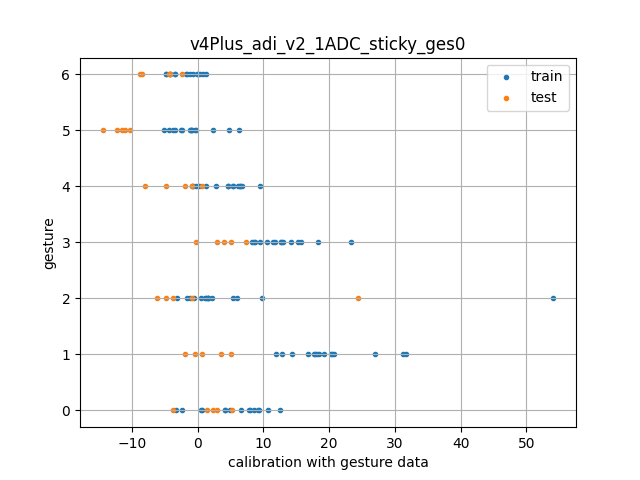 v4Plus_adi_v2_1ADC_sticky_ges0
train
test
gesture
6
5
4
3
2
1
0
−10 0 10 20 30 40 50
calibration with gesture data